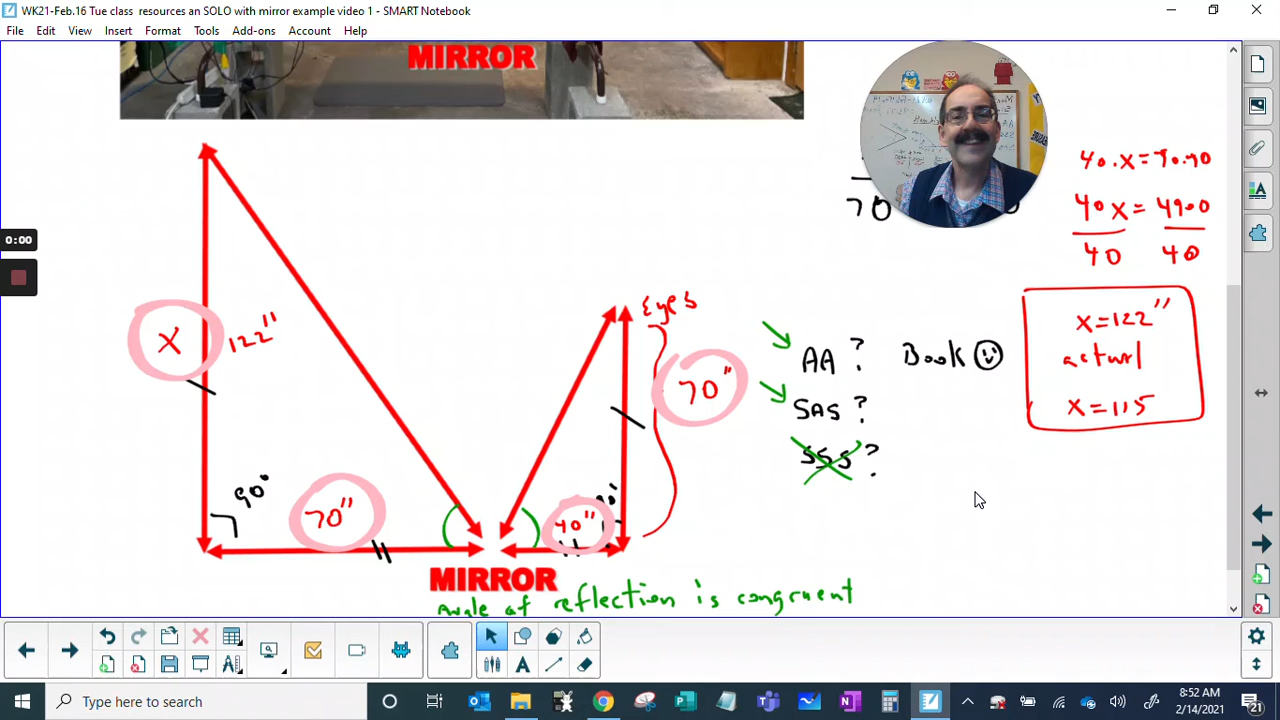 WK21-Feb.16 Tue class resources an SOLO with mirror example video 1 - SMART Notebook
File Edit View Insert Format Tools Add-ons Account Help
MIRROR
0:00
70
40.x=70.70
40x=4900
40 40
x=122"
actual
x=115
X
122"
90°
70"
Eyes
70"
40"
90°
AA ?
Book
SAS ?
SSS ?
MIRROR
Angle of reflection is congruent
A
Type here to search
8:52 AM
2/14/2021
21